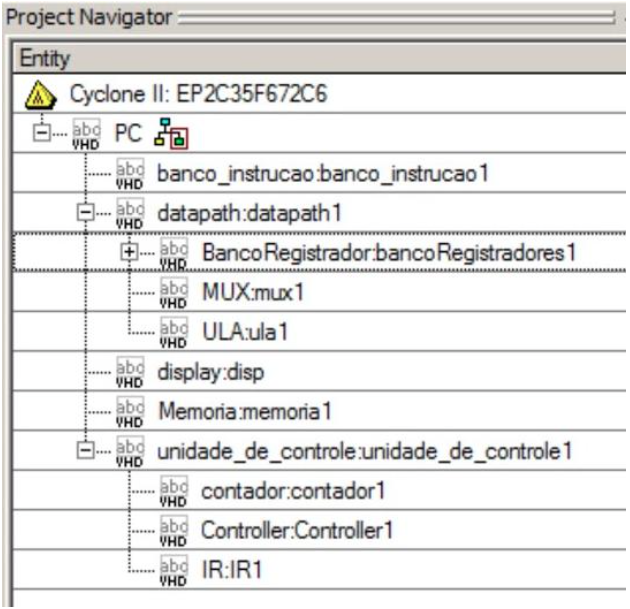 Project Navigator
Entity
Cyclone II: EP2C35F672C6
abd VHD PC
abd VHD banco_instrucao:banco_instrucao1
abd VHD datapath:datapath1
abd VHD BancoRegistrador:bancoRegistradores1
abd VHD MUX:mux1
abd VHD ULA:ula1
abd VHD display:disp
abd VHD Memoria:memoria1
abd VHD unidade_de_controle:unidade_de_controle1
abd VHD contador:contador1
abd VHD Controller:Controller1
abd VHD IR:IR1